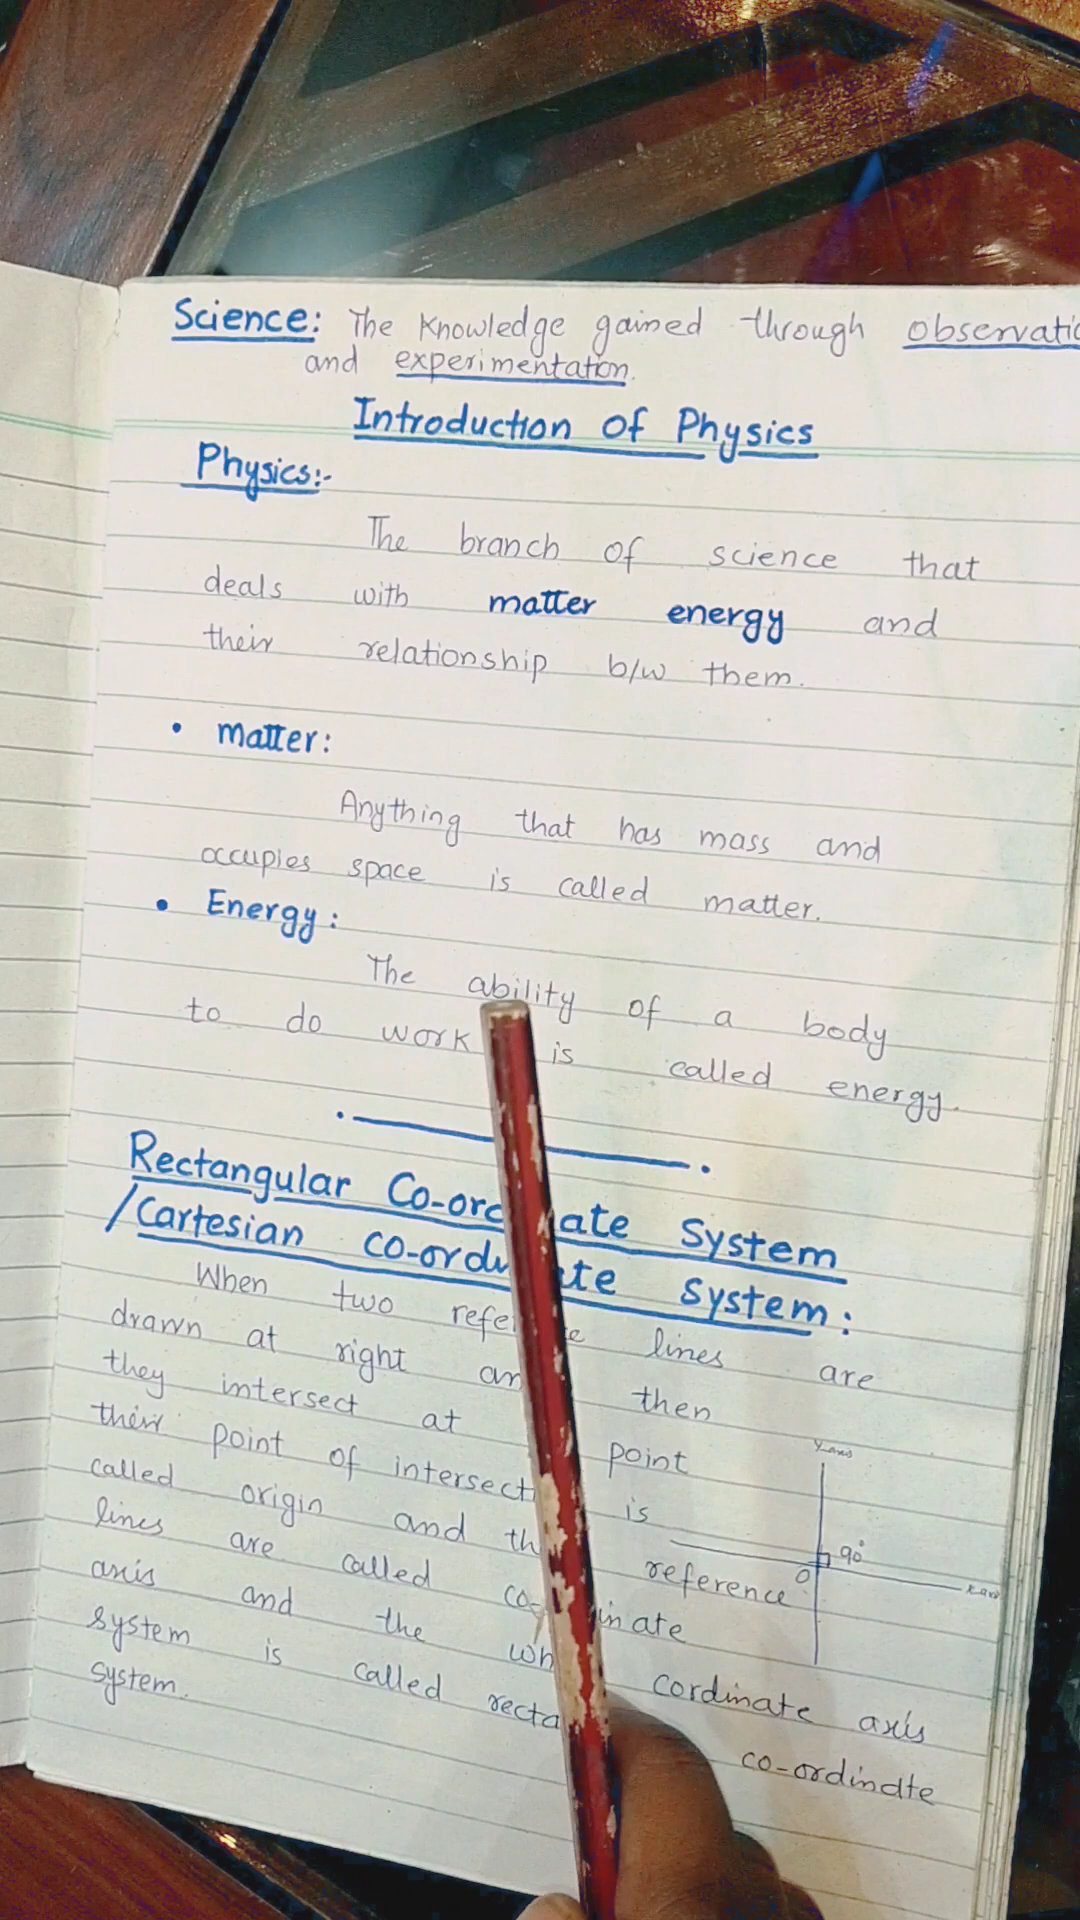 Science: The Knowledge gained through observatio
and experimentation.
Introduction of Physics
Physics:-
The branch of science that
deals with matter energy and
their relationship b/w them.
• matter:
Anything that has mass and
occupies space is called matter.
• Energy:
The ability of a body
to do work is called energy.
Rectangular Co-ord ate System
/Cartesian co-ord te System:
When two refe e lines are
drawn at right an then
they intersect at point
their point of intersect is
called origin and th reference
lines are called co- inate
axis and the wh cordinate axis
system is called recta co-ordinate
system.
Y axis
90°
O
x axis